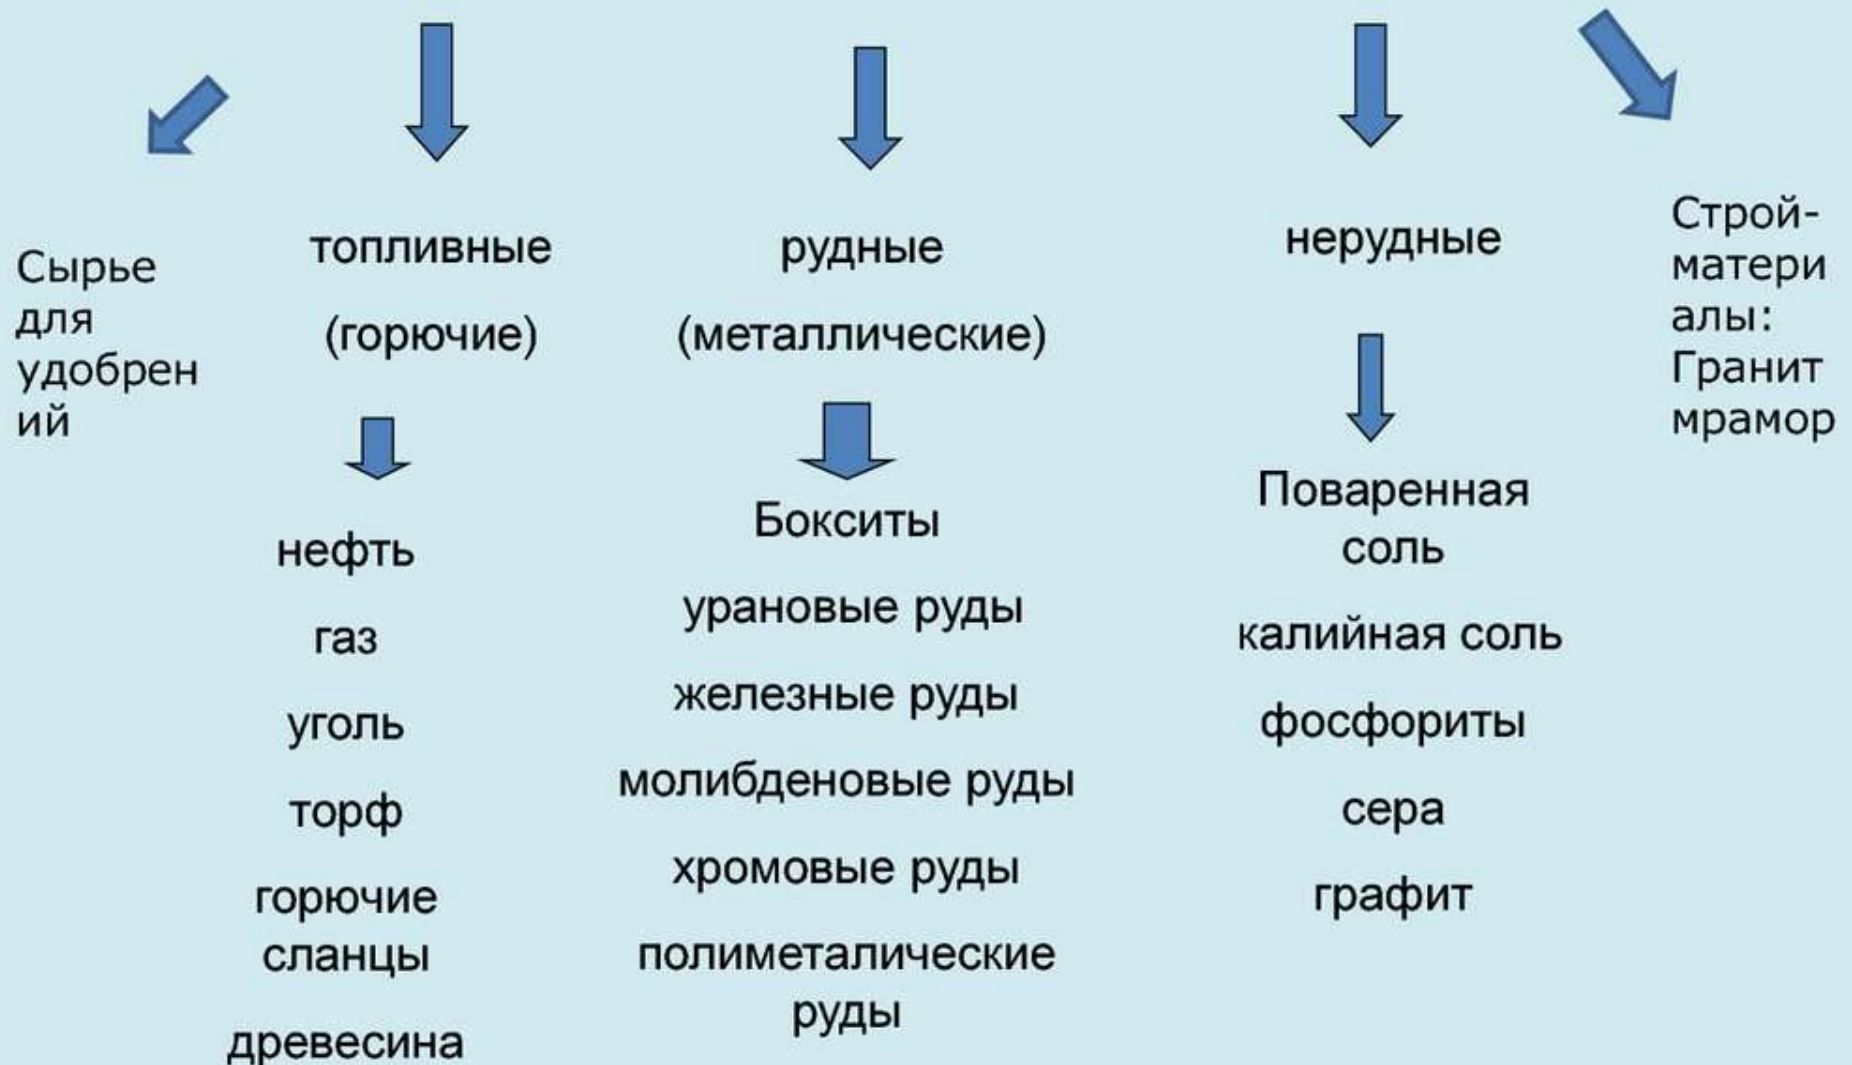 Сырье
для
удобрен
ий
топливные
(горючие)
нефть
газ
уголь
торф
горючие
сланцы
древесина
рудные
(металлические)
Бокситы
урановые руды
железные руды
молибденовые руды
хромовые руды
полиметалические
руды
нерудные
Поваренная
соль
калийная соль
фосфориты
сера
графит
Строй-
матери
алы:
Гранит
мрамор